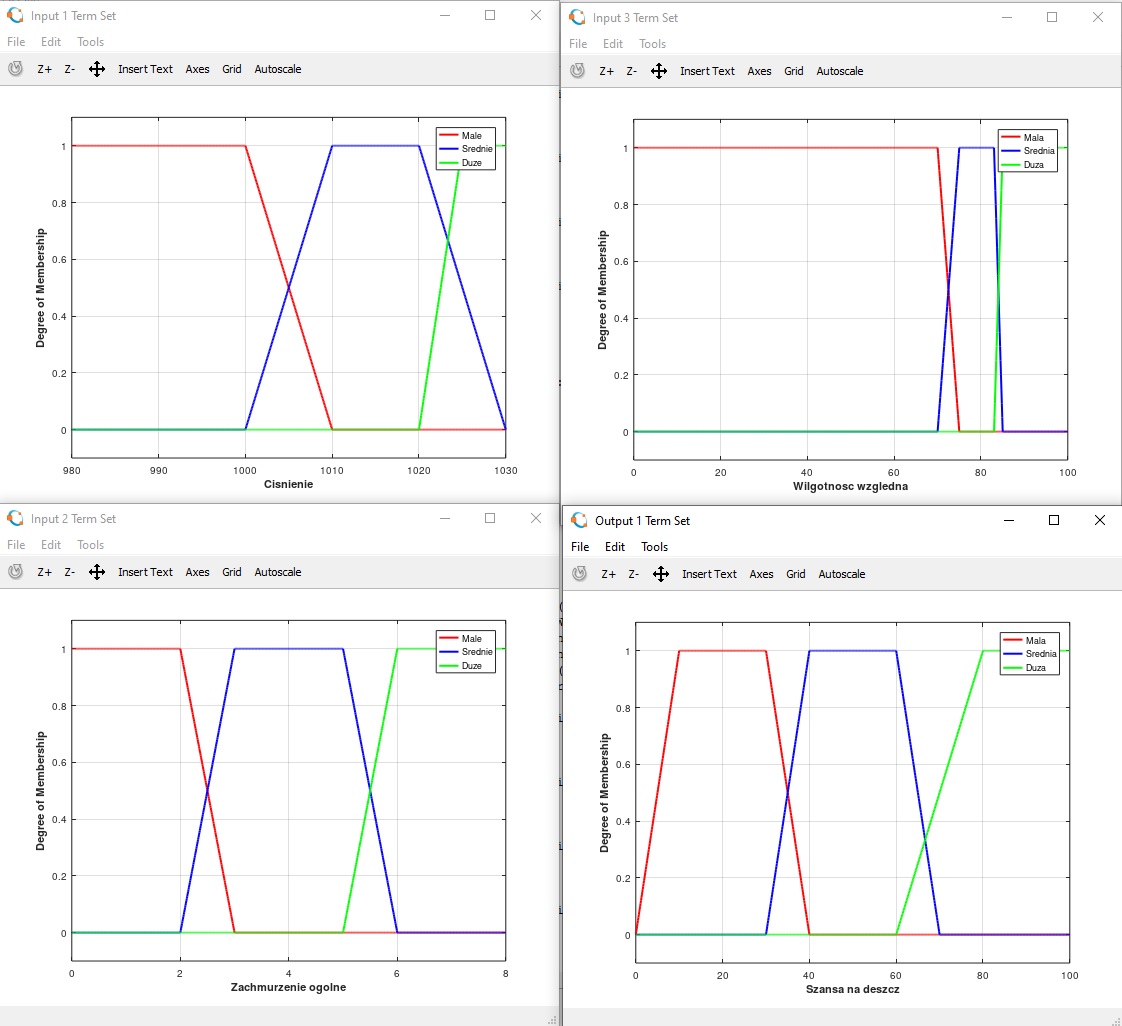 Input 1 Term Set
File Edit Tools
Z+ Z- Insert Text Axes Grid Autoscale
Male
Srednie
Duze
1
0.8
0.6
0.4
0.2
0
Degree of Membership
980 990 1000 1010 1020 1030
Cisnienie
Input 3 Term Set
File Edit Tools
Z+ Z- Insert Text Axes Grid Autoscale
Mala
Srednia
Duza
1
0.8
0.6
0.4
0.2
0
Degree of Membership
0 20 40 60 80 100
Wilgotnosc wzgledna
Input 2 Term Set
File Edit Tools
Z+ Z- Insert Text Axes Grid Autoscale
Male
Srednie
Duze
1
0.8
0.6
0.4
0.2
0
Degree of Membership
0 2 4 6 8
Zachmurzenie ogolne
Output 1 Term Set
File Edit Tools
Z+ Z- Insert Text Axes Grid Autoscale
Mala
Srednia
Duza
1
0.8
0.6
0.4
0.2
0
Degree of Membership
0 20 40 60 80 100
Szansa na deszcz